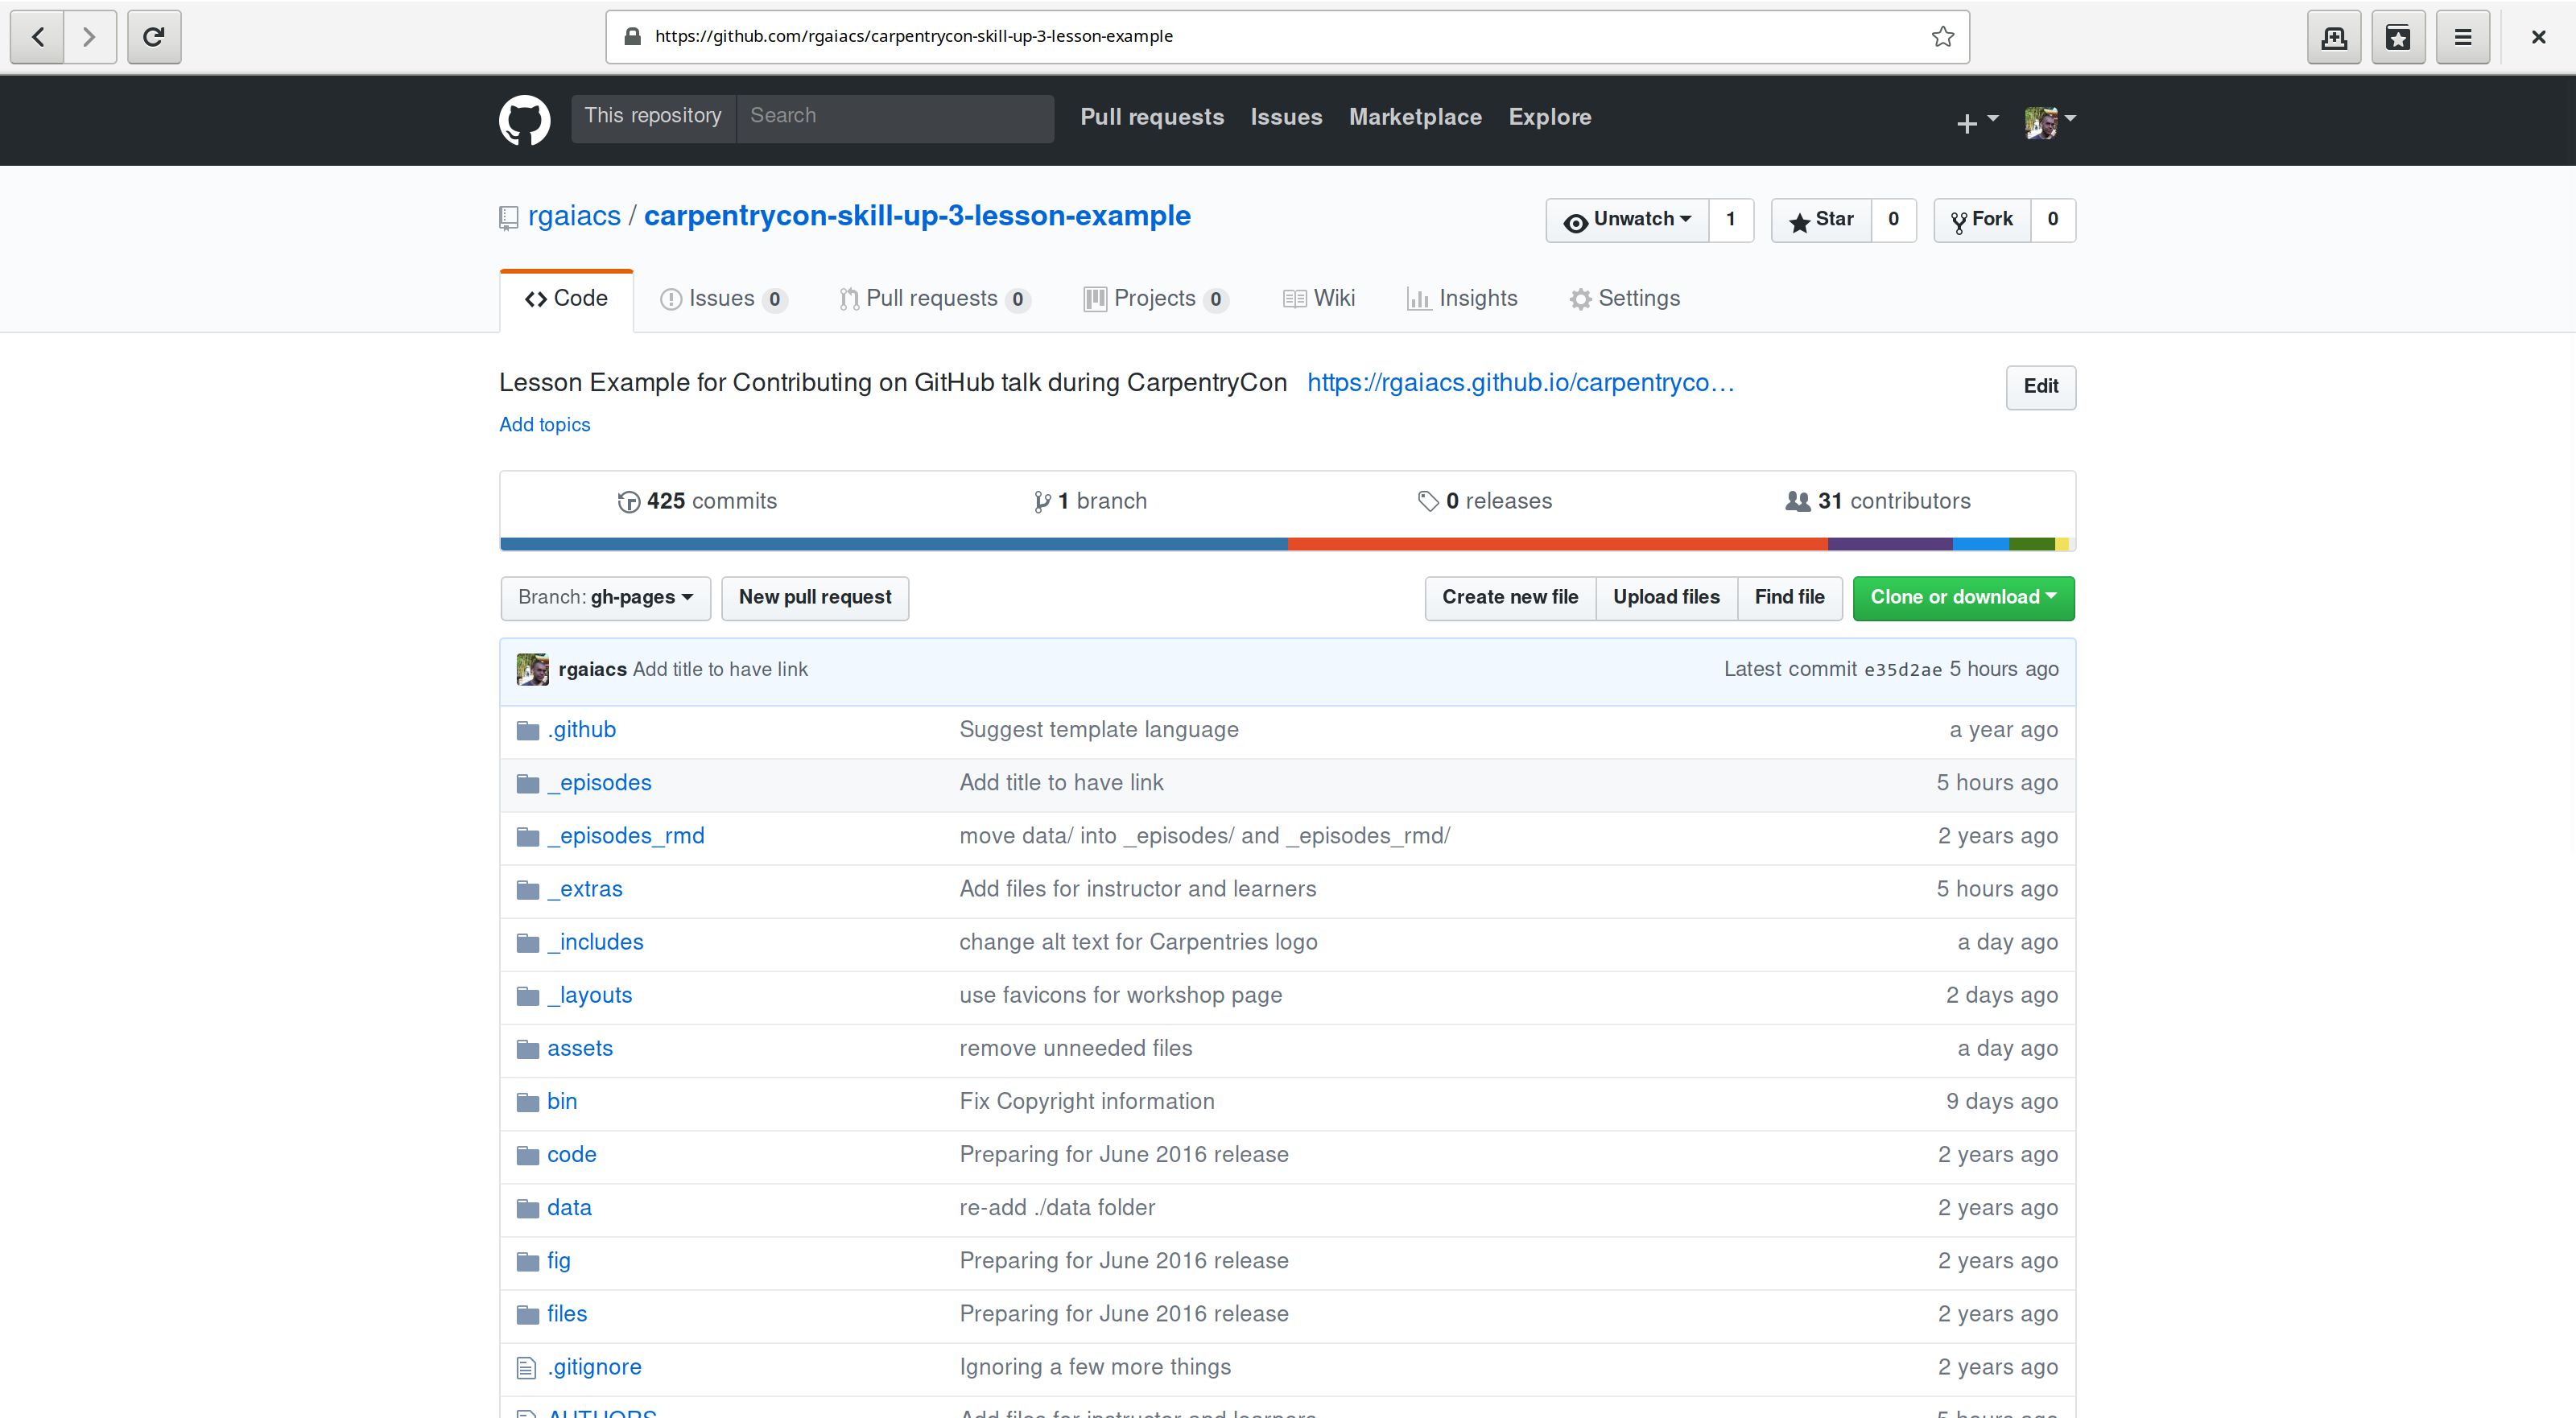 https://github.com/rgaiacs/carpentrycon-skill-up-3-lesson-example
This repository Search Pull requests Issues Marketplace Explore
rgaiacs / carpentrycon-skill-up-3-lesson-example Unwatch 1 Star 0 Fork 0
Code Issues 0 Pull requests 0 Projects 0 Wiki Insights Settings
Lesson Example for Contributing on GitHub talk during CarpentryCon https://rgaiacs.github.io/carpentryco… Edit
Add topics
425 commits 1 branch 0 releases 31 contributors
Branch: gh-pages New pull request Create new file Upload files Find file Clone or download
rgaiacs Add title to have link Latest commit e35d2ae 5 hours ago
.github Suggest template language a year ago
_episodes Add title to have link 5 hours ago
_episodes_rmd move data/ into _episodes/ and _episodes_rmd/ 2 years ago
_extras Add files for instructor and learners 5 hours ago
_includes change alt text for Carpentries logo a day ago
_layouts use favicons for workshop page 2 days ago
assets remove unneeded files a day ago
bin Fix Copyright information 9 days ago
code Preparing for June 2016 release 2 years ago
data re-add ./data folder 2 years ago
fig Preparing for June 2016 release 2 years ago
files Preparing for June 2016 release 2 years ago
.gitignore Ignoring a few more things 2 years ago
AUTHORS Add files for instructor and learners 5 hours ago